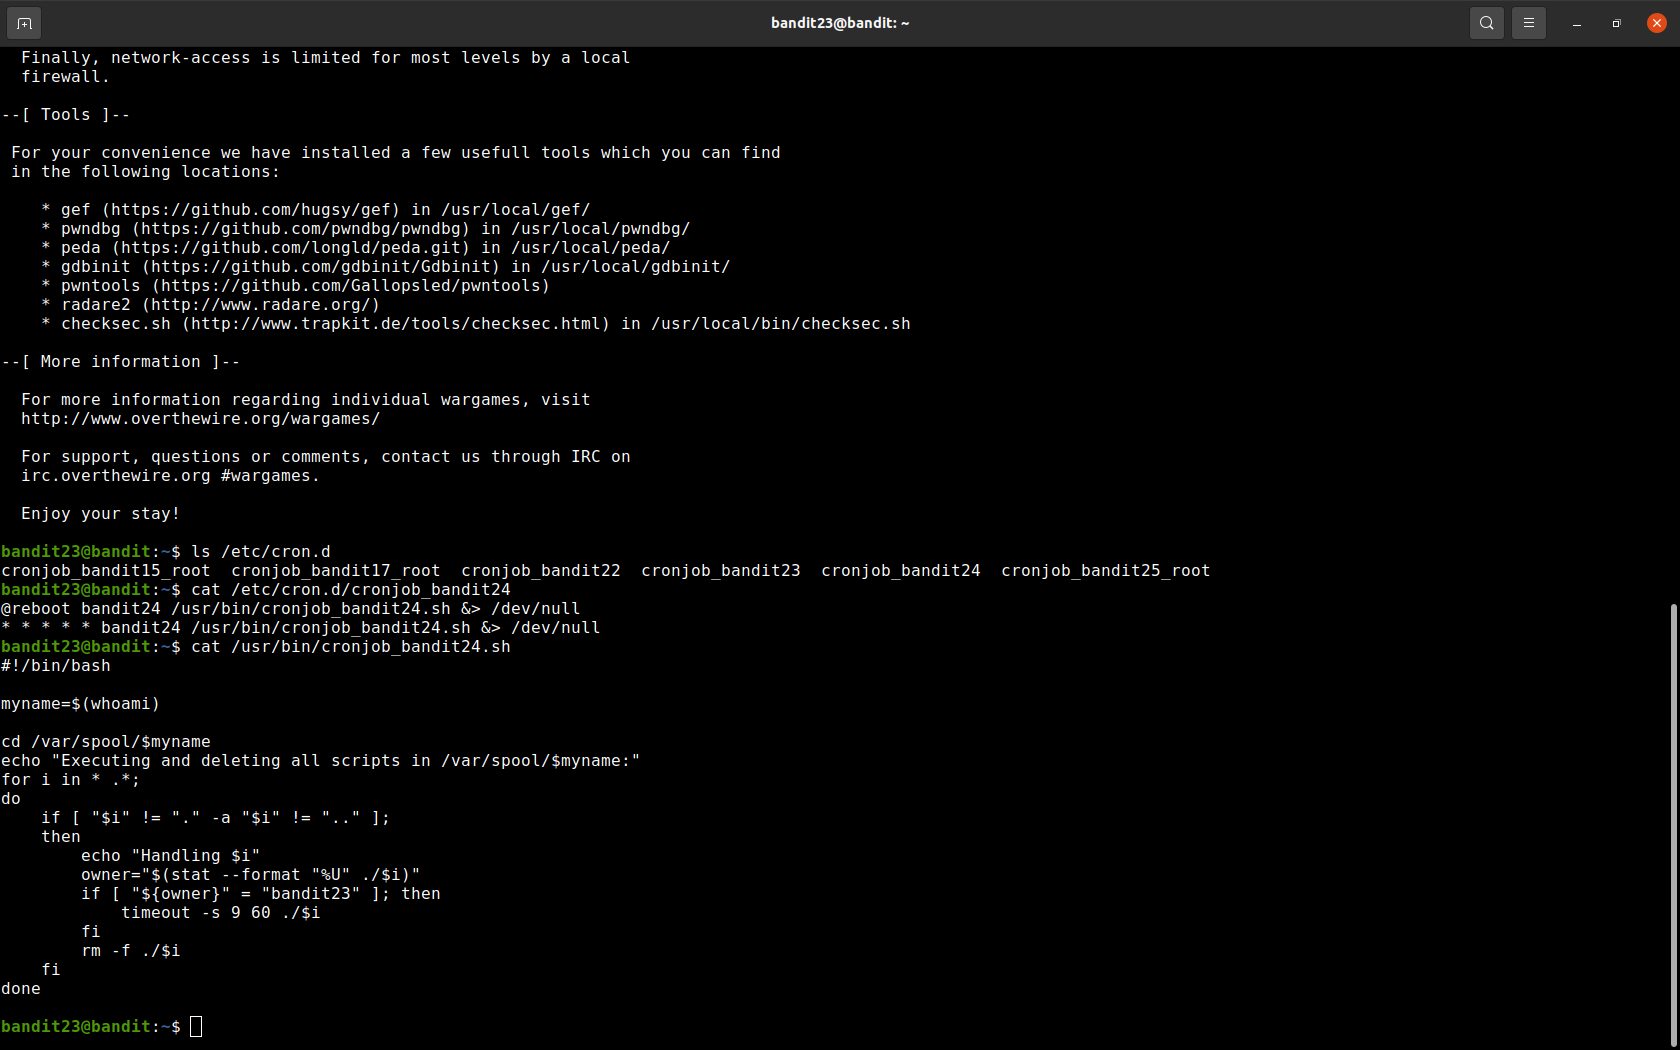 bandit23@bandit: ~
Finally, network-access is limited for most levels by a local
firewall.
--[ Tools ]--
For your convenience we have installed a few usefull tools which you can find
in the following locations:
* gef (https://github.com/hugsy/gef) in /usr/local/gef/
* pwndbg (https://github.com/pwndbg/pwndbg) in /usr/local/pwndbg/
* peda (https://github.com/longld/peda.git) in /usr/local/peda/
* gdbinit (https://github.com/gdbinit/Gdbinit) in /usr/local/gdbinit/
* pwntools (https://github.com/Gallopsled/pwntools)
* radare2 (http://www.radare.org/)
* checksec.sh (http://www.trapkit.de/tools/checksec.html) in /usr/local/bin/checksec.sh
--[ More information ]--
For more information regarding individual wargames, visit
http://www.overthewire.org/wargames/
For support, questions or comments, contact us through IRC on
irc.overthewire.org #wargames.
Enjoy your stay!
bandit23@bandit:~$ ls /etc/cron.d
cronjob_bandit15_root  cronjob_bandit17_root  cronjob_bandit22  cronjob_bandit23  cronjob_bandit24  cronjob_bandit25_root
bandit23@bandit:~$ cat /etc/cron.d/cronjob_bandit24
@reboot bandit24 /usr/bin/cronjob_bandit24.sh &> /dev/null
* * * * * bandit24 /usr/bin/cronjob_bandit24.sh &> /dev/null
bandit23@bandit:~$ cat /usr/bin/cronjob_bandit24.sh
#!/bin/bash
myname=$(whoami)
cd /var/spool/$myname
echo "Executing and deleting all scripts in /var/spool/$myname:"
for i in * .*;
do
    if [ "$i" != "." -a "$i" != ".." ];
    then
        echo "Handling $i"
        owner="$(stat --format "%U" ./$i)"
        if [ "${owner}" = "bandit23" ]; then
            timeout -s 9 60 ./$i
        fi
        rm -f ./$i
    fi
done
bandit23@bandit:~$